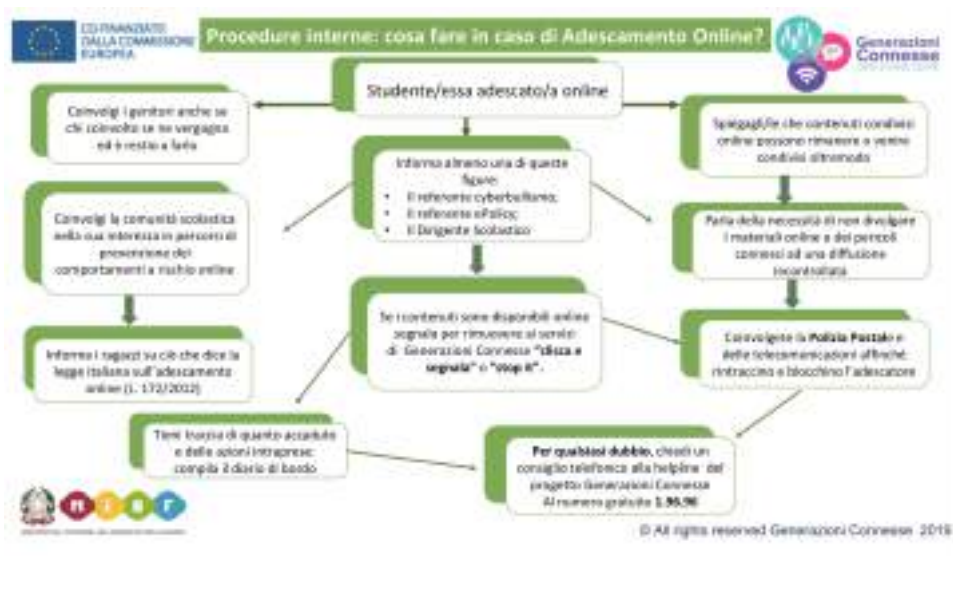 CO-FINANZIATO
DALLA COMMISSIONE
EUROPEA
Procedure interne: cosa fare in caso di Adescamento Online?
Generazioni
Connesse
Studente/essa adescato/a online
Coinvolgi i genitori anche se
chi coinvolto se ne vergogna
ed è restio a farlo
Informa almeno una di queste
figure:
• Il referente cyberbullismo;
• Il referente ePolicy;
• Il Dirigente Scolastico
Spiegagli/le che contenuti condivisi
online possono rimanere o venire
condivisi oltremodo
Coinvolgi la comunità scolastica
nella sua interezza in percorsi di
prevenzione dei
comportamenti a rischio online
Parla della necessità di non divulgare
i materiali online e dei pericoli
connessi ad una diffusione
incontrollata
Se i contenuti sono disponibili online
segnala per rimuovere ai servizi
di Generazioni Connesse "clicca e
segnala" o "stop it".
Informa i ragazzi su ciò che dice la
legge italiana sull'adescamento
online (L. 172/2012)
Coinvolgete la Polizia Postale e
delle telecomunicazioni affinché
rintraccino e blocchino l'adescatore
Tieni traccia di quanto accaduto
e delle azioni intraprese:
compila il diario di bordo
Per qualsiasi dubbio, chiedi un
consiglio telefonico alla helpline del
progetto Generazioni Connesse
Al numero gratuito 1.96.96
© All rights reserved Generazioni Connesse